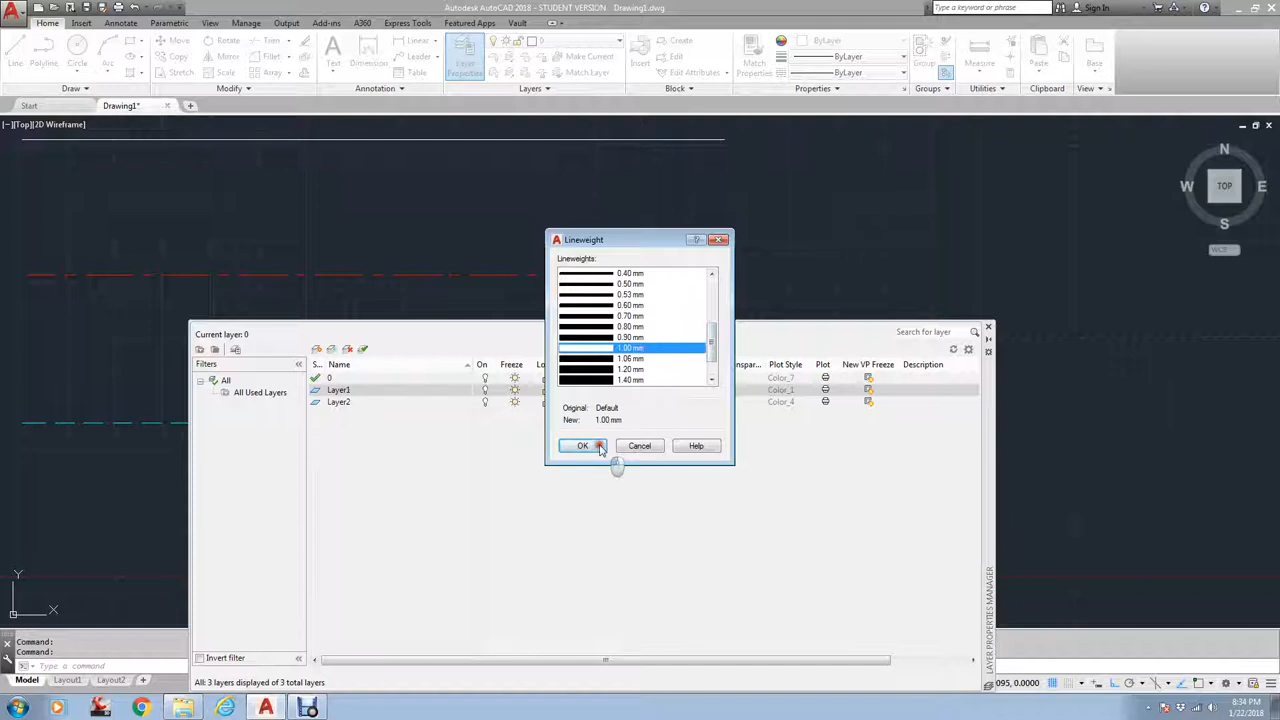 Autodesk AutoCAD 2018 - STUDENT VERSION Drawing1.dwg
Type a keyword or phrase
Sign In
Home Insert Annotate Parametric View Manage Output Add-ins A360 Express Tools Featured Apps Vault
Line Polyline Circle Arc
Move Rotate Trim
Copy Mirror Fillet
Stretch Scale Array
Text Dimension
Linear
Leader
Table
Layer Properties
0
Make Current
Match Layer
Insert
Create
Edit
Edit Attributes
Match Properties
ByLayer
ByLayer
ByLayer
Group
Measure
Paste
Base
Draw Modify Annotation Layers Block Properties Groups Utilities Clipboard View
Start Drawing1*
[−][Top][2D Wireframe]
N
W TOP E
S
WCS
Lineweight
Lineweights:
0.40 mm
0.50 mm
0.53 mm
0.60 mm
0.70 mm
0.80 mm
0.90 mm
1.00 mm
1.06 mm
1.20 mm
1.40 mm
Original: Default
New: 1.00 mm
OK Cancel Help
Current layer: 0
Search for layer
Filters
All
All Used Layers
Invert filter
S... Name On Freeze Lo
nspar... Plot Style Plot New VP Freeze Description
0 Color_7
Layer1 Color_1
Layer2 Color_4
All: 3 layers displayed of 3 total layers
LAYER PROPERTIES MANAGER
Y
X
Command:
Command:
Type a command
Model Layout1 Layout2
095, 0.0000
8:34 PM
1/22/2018